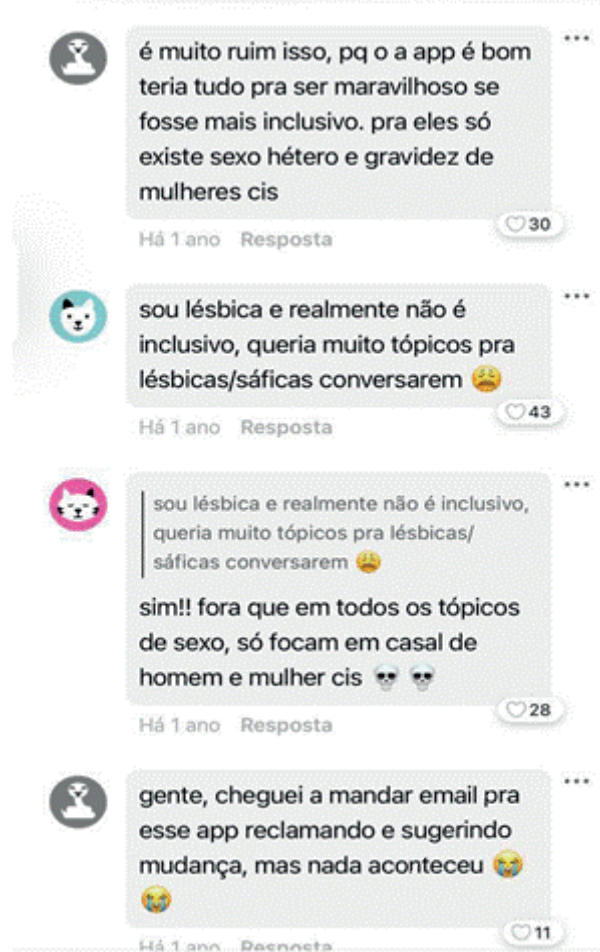 é muito ruim isso, pq o a app é bom
teria tudo pra ser maravilhoso se
fosse mais inclusivo. pra eles só
existe sexo hétero e gravidez de
mulheres cis
30
Há 1 ano Resposta
sou lésbica e realmente não é
inclusivo, queria muito tópicos pra
lésbicas/sáficas conversarem 😩
43
Há 1 ano Resposta
sou lésbica e realmente não é inclusivo,
queria muito tópicos pra lésbicas/
sáficas conversarem 😩
sim!! fora que em todos os tópicos
de sexo, só focam em casal de
homem e mulher cis 💀 💀
28
Há 1 ano Resposta
gente, cheguei a mandar email pra
esse app reclamando e sugerindo
mudança, mas nada aconteceu 😭
😭
11
Há 1 ano Resposta